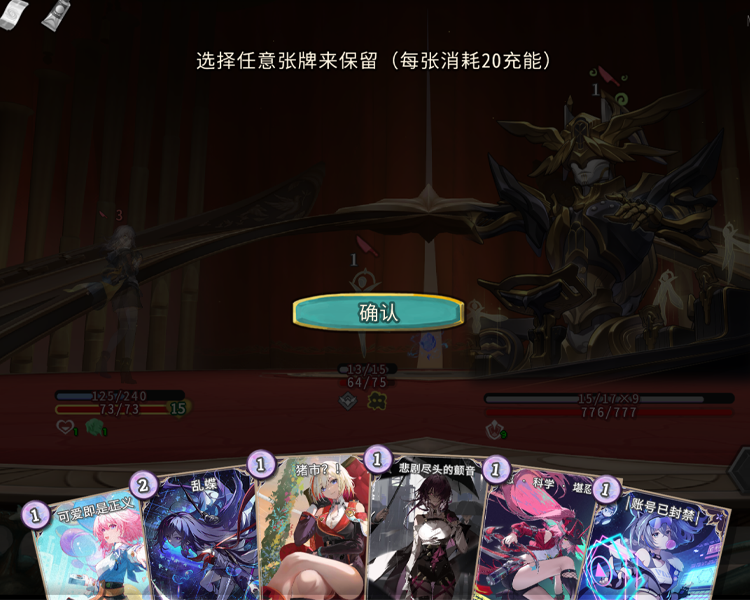 选择任意张牌来保留（每张消耗20充能）
1
3
1
确认
13/15
64/75
125/240
73/73
15
15/17×9
776/777
1
可爱即是正义
2
乱蝶
1
猪市?!
1
悲剧尽头的颤音
1
科学 堪忍
1
账号已封禁